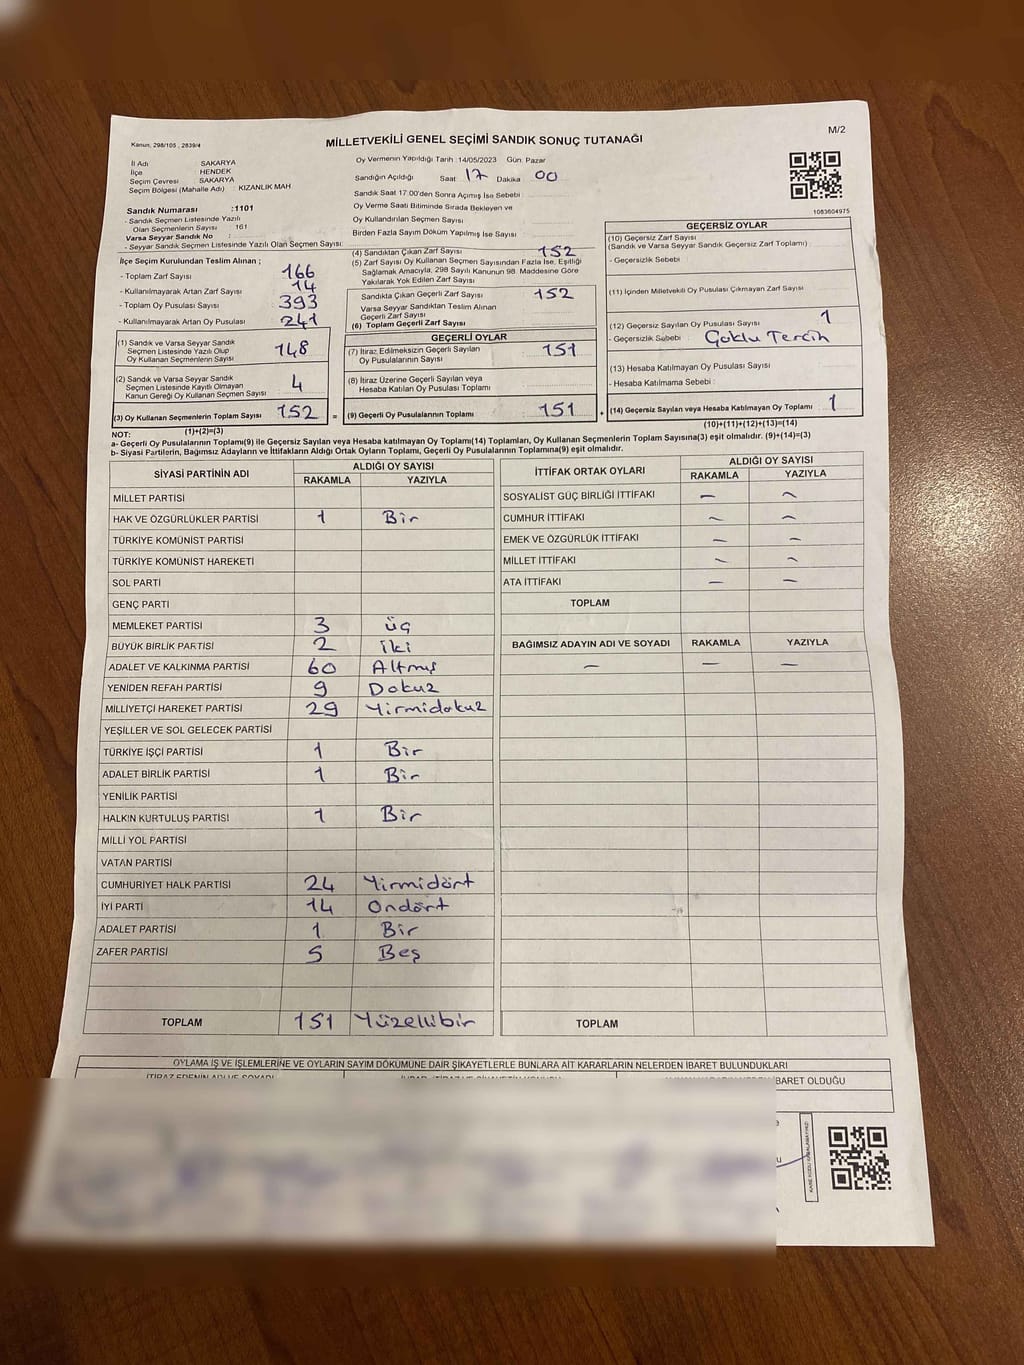 MİLLETVEKİLİ GENEL SEÇİMİ SANDIK SONUÇ TUTANAĞI
M/2
Kanun, 298/105 , 2839/4
İl Adı SAKARYA
İlçe HENDEK
Seçim Çevresi SAKARYA
Seçim Bölgesi (Mahalle Adı) : KIZANLIK MAH
Sandık Numarası :1101
- Sandık Seçmen Listesinde Yazılı
Olan Seçmenlerin Sayısı 161
Varsa Seyyar Sandık No :
- Seyyar Sandık Seçmen Listesinde Yazılı Olan Seçmen Sayısı:
Oy Vermenin Yapıldığı Tarih :14/05/2023 Gün: Pazar
Sandığın Açıldığı Saat 17 Dakika 00
Sandık Saat 17:00'den Sonra Açılmış İse Sebebi
Oy Verme Saati Bitiminde Sırada Bekleyen ve
Oy Kullandırılan Seçmen Sayısı
Birden Fazla Sayım Döküm Yapılmış İse Sayısı
1083604975
İlçe Seçim Kurulundan Teslim Alınan ;
- Toplam Zarf Sayısı 166
- Kullanılmayarak Artan Zarf Sayısı 14
- Toplam Oy Pusulası Sayısı 393
- Kullanılmayarak Artan Oy Pusulası 241
(1) Sandık ve Varsa Seyyar Sandık
Seçmen Listesinde Yazılı Olup
Oy Kullanan Seçmenlerin Sayısı 148
(2) Sandık ve Varsa Seyyar Sandık
Seçmen Listesinde Kayıtlı Olmayan
Kanun Gereği Oy Kullanan Seçmen Sayısı 4
(3) Oy Kullanan Seçmenlerin Toplam Sayısı 152 =
(1)+(2)=(3)
(4) Sandıktan Çıkan Zarf Sayısı 152
(5) Zarf Sayısı Oy Kullanan Seçmen Sayısından Fazla İse, Eşitliği
Sağlamak Amacıyla, 298 Sayılı Kanunun 98. Maddesine Göre
Yakılarak Yok Edilen Zarf Sayısı
Sandıkta Çıkan Geçerli Zarf Sayısı 152
Varsa Seyyar Sandıktan Teslim Alınan
Geçerli Zarf Sayısı
(6) Toplam Geçerli Zarf Sayısı
GEÇERLİ OYLAR
(7) İtiraz Edilmeksizin Geçerli Sayılan
Oy Pusulalarının Sayısı 151
(8) İtiraz Üzerine Geçerli Sayılan veya
Hesaba Katılan Oy Pusulası Toplamı
(9) Geçerli Oy Pusulalarının Toplamı 151 +
GEÇERSİZ OYLAR
(10) Geçersiz Zarf Sayısı
(Sandık ve Varsa Seyyar Sandık Geçersiz Zarf Toplamı)
- Geçersizlik Sebebi
(11) İçinden Milletvekili Oy Pusulası Çıkmayan Zarf Sayısı
(12) Geçersiz Sayılan Oy Pusulası Sayısı 1
- Geçersizlik Sebebi : Çoklu Tercih
(13) Hesaba Katılmayan Oy Pusulası Sayısı
- Hesaba Katılmama Sebebi :
(14) Geçersiz Sayılan veya Hesaba Katılmayan Oy Toplamı 1
(10)+(11)+(12)+(13)=(14)
NOT:
a- Geçerli Oy Pusulalarının Toplamı(9) ile Geçersiz Sayılan veya Hesaba katılmayan Oy Toplamı(14) Toplamları, Oy Kullanan Seçmenlerin Toplam Sayısına(3) eşit olmalıdır. (9)+(14)=(3)
b- Siyasi Partilerin, Bağımsız Adayların ve İttifakların Aldığı Ortak Oyların Toplamı, Geçerli Oy Pusulalarının Toplamına(9) eşit olmalıdır.
SİYASİ PARTİNİN ADI ALDIĞI OY SAYISI
RAKAMLA YAZIYLA
MİLLET PARTİSİ
HAK VE ÖZGÜRLÜKLER PARTİSİ 1 Bir
TÜRKİYE KOMÜNİST PARTİSİ
TÜRKİYE KOMÜNİST HAREKETİ
SOL PARTİ
GENÇ PARTİ
MEMLEKET PARTİSİ 3 üç
BÜYÜK BİRLİK PARTİSİ 2 iki
ADALET VE KALKINMA PARTİSİ 60 Altmış
YENİDEN REFAH PARTİSİ 9 Dokuz
MİLLİYETÇİ HAREKET PARTİSİ 29 Yirmidokuz
YEŞİLLER VE SOL GELECEK PARTİSİ
TÜRKİYE İŞÇİ PARTİSİ 1 Bir
ADALET BİRLİK PARTİSİ 1 Bir
YENİLİK PARTİSİ
HALKIN KURTULUŞ PARTİSİ 1 Bir
MİLLİ YOL PARTİSİ
VATAN PARTİSİ
CUMHURİYET HALK PARTİSİ 24 Yirmidört
İYİ PARTİ 14 Ondört
ADALET PARTİSİ 1 Bir
ZAFER PARTİSİ 5 Beş
TOPLAM 151 Yüzellibir
İTTİFAK ORTAK OYLARI ALDIĞI OY SAYISI
RAKAMLA YAZIYLA
SOSYALİST GÜÇ BİRLİĞİ İTTİFAKI — —
CUMHUR İTTİFAKI — —
EMEK VE ÖZGÜRLÜK İTTİFAKI — —
MİLLET İTTİFAKI — —
ATA İTTİFAKI — —
TOPLAM
BAĞIMSIZ ADAYIN ADI VE SOYADI RAKAMLA YAZIYLA
— — —
TOPLAM
OYLAMA İŞ VE İŞLEMLERİNE VE OYLARIN SAYIM DÖKÜMÜNE DAİR ŞİKAYETLERLE BUNLARA AİT KARARLARIN NELERDEN İBARET BULUNDUKLARI
İBARET OLDUĞU